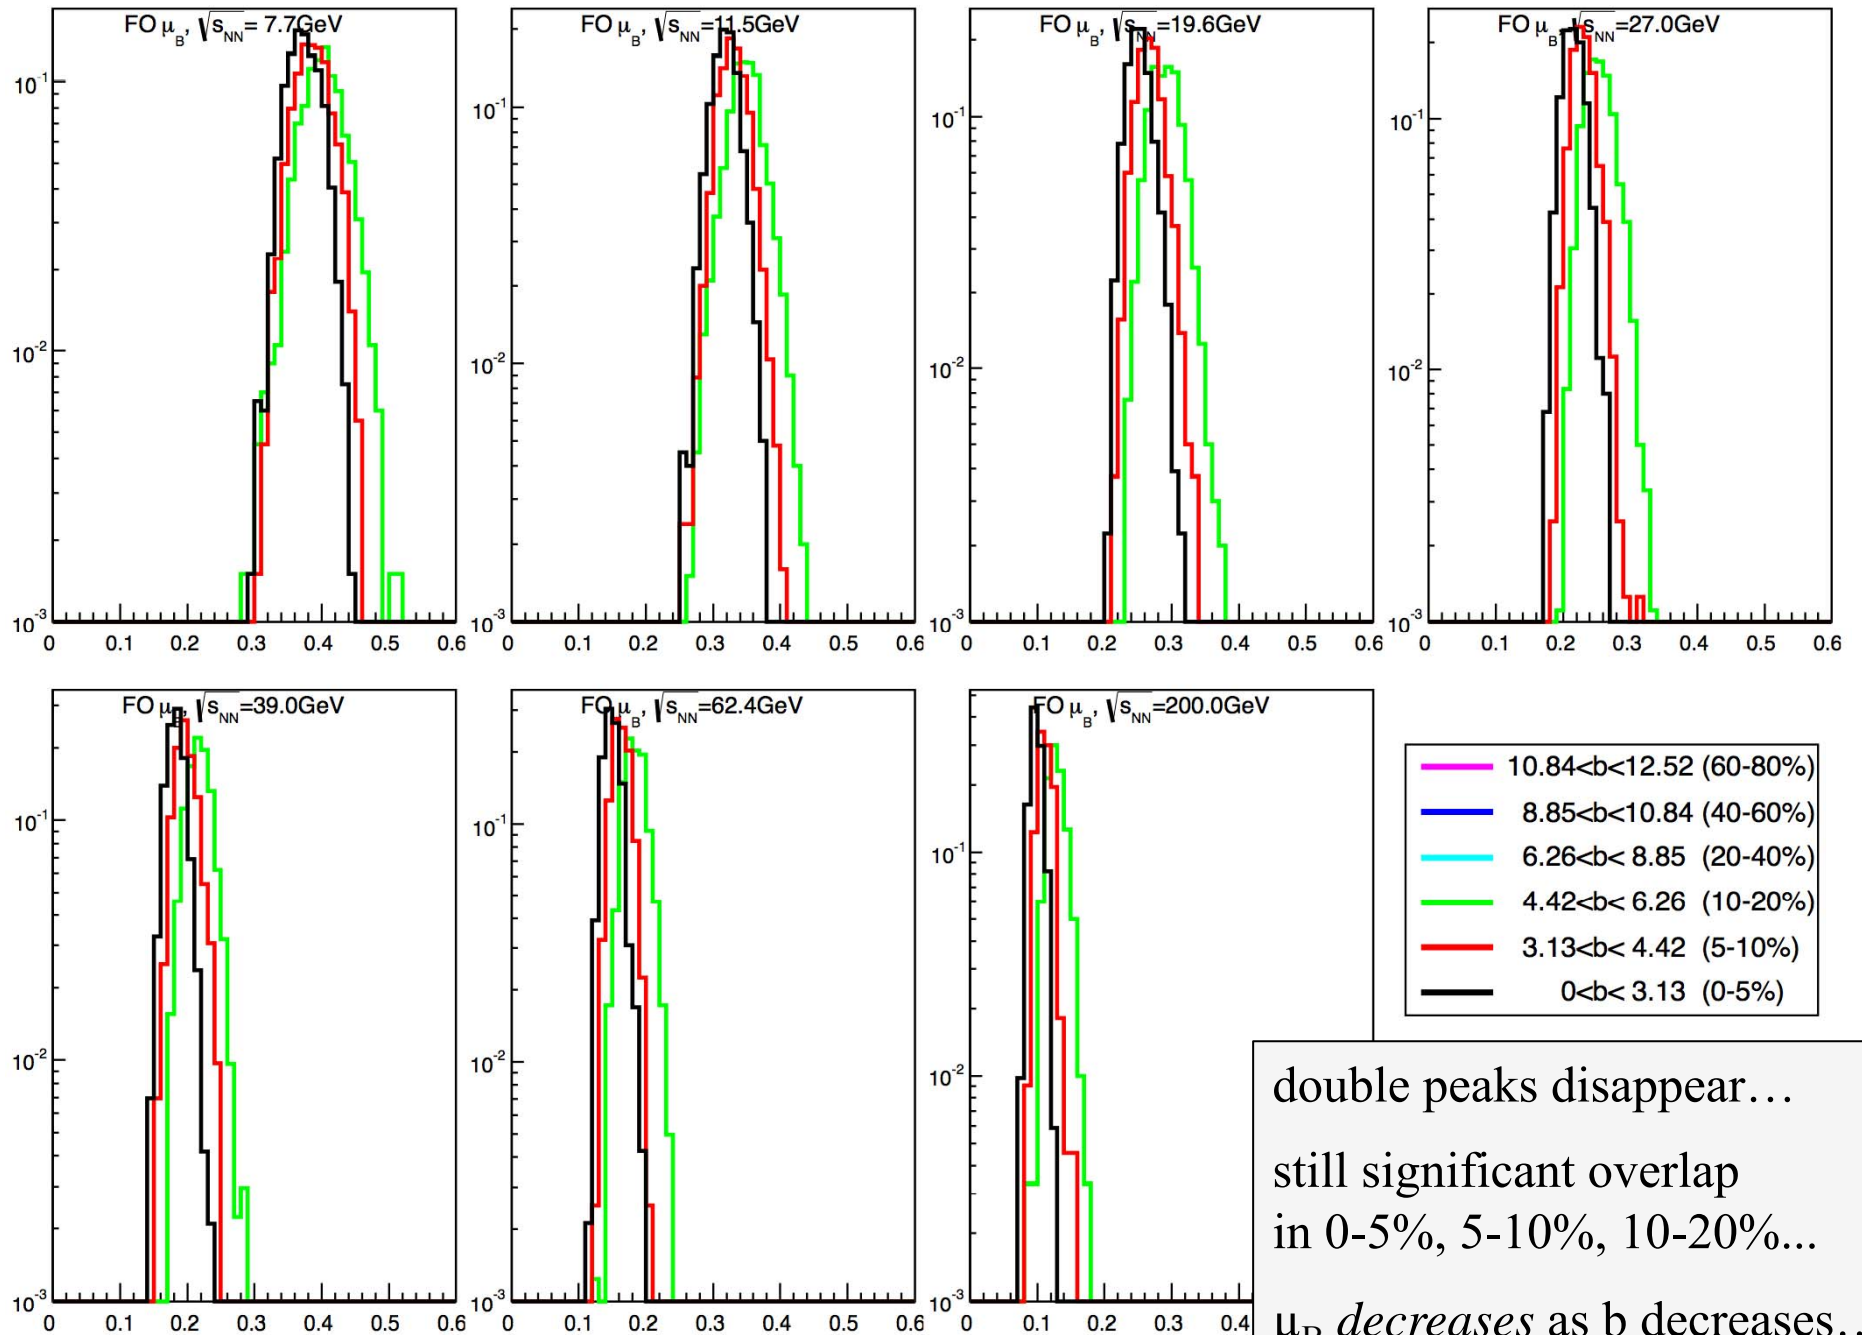 FO μB, √sNN= 7.7GeV
10-1
10-2
10-3
0 0.1 0.2 0.3 0.4 0.5 0.6
FO μB, √sNN=11.5GeV
10-1
10-2
10-3
0 0.1 0.2 0.3 0.4 0.5 0.6
FO μB, √sNN=19.6GeV
10-1
10-2
10-3
0 0.1 0.2 0.3 0.4 0.5 0.6
FO μB, √sNN=27.0GeV
10-1
10-2
10-3
0 0.1 0.2 0.3 0.4 0.5 0.6
FO μB, √sNN=39.0GeV
10-1
10-2
10-3
0 0.1 0.2 0.3 0.4 0.5 0.6
FO μB, √sNN=62.4GeV
10-1
10-2
10-3
0 0.1 0.2 0.3 0.4 0.5 0.6
FO μB, √sNN=200.0GeV
10-1
10-2
10-3
0 0.1 0.2 0.3 0.4
10.84<b<12.52 (60-80%)
8.85<b<10.84 (40-60%)
6.26<b< 8.85 (20-40%)
4.42<b< 6.26 (10-20%)
3.13<b< 4.42 (5-10%)
0<b< 3.13 (0-5%)
double peaks disappear…
still significant overlap
in 0-5%, 5-10%, 10-20%...
μB decreases as b decreases…